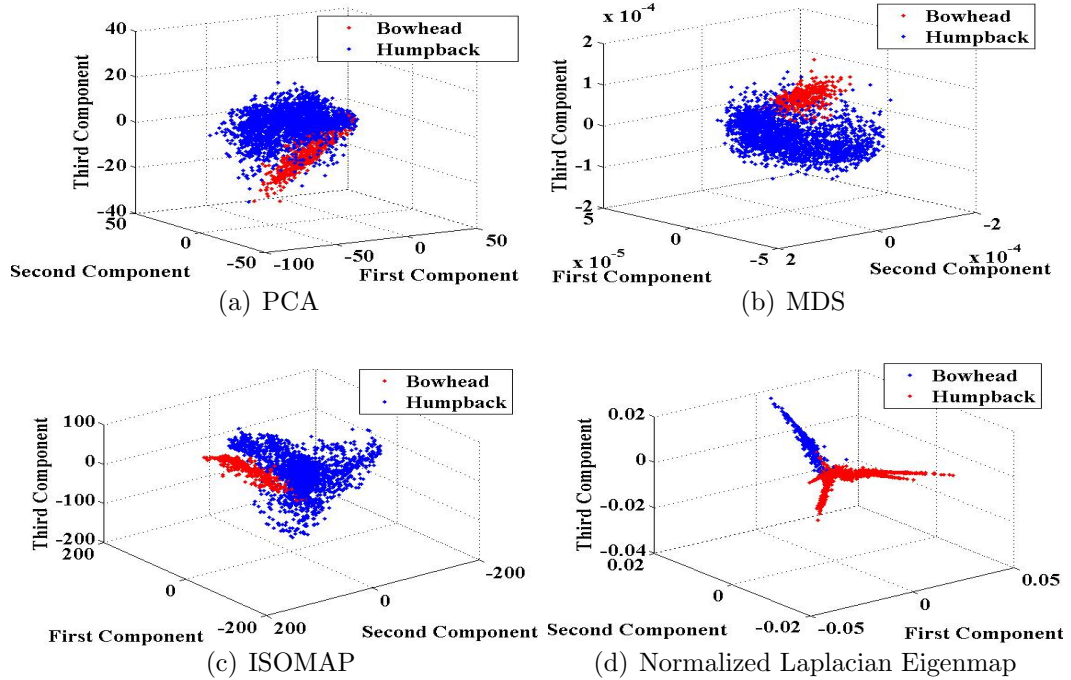 Bowhead
Humpback
40
20
0
-20
-40
50
0
-50
-100
-50
0
50
Third Component
Second Component
First Component
(a) PCA
x 10^-4
Bowhead
Humpback
2
1
0
-1
-2
5
0
-5
2
0
-2
x 10^-5
x 10^-4
Third Component
First Component
Second Component
(b) MDS
Bowhead
Humpback
100
0
-100
-200
200
0
-200
200
0
-200
Third Component
First Component
Second Component
(c) ISOMAP
Bowhead
Humpback
0.02
0
-0.02
-0.04
0.02
0
-0.02
-0.05
0
0.05
Third Component
Second Component
First Component
(d) Normalized Laplacian Eigenmap